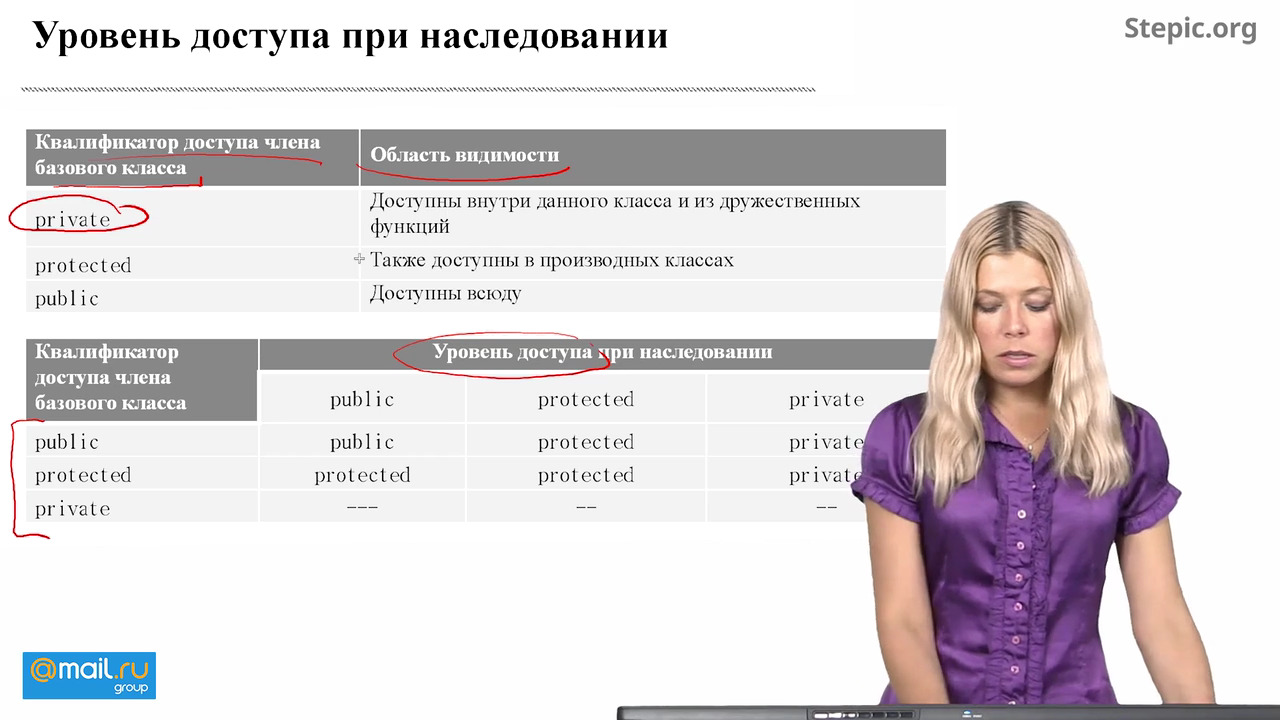 Уровень доступа при наследовании
Stepic.org
Квалификатор доступа члена
базового класса
Область видимости
private
Доступны внутри данного класса и из дружественных
функций
protected
Также доступны в производных классах
public
Доступны всюду
Квалификатор
доступа члена
базового класса
Уровень доступа при наследовании
public protected private
public public protected private
protected protected protected private
private --- -- --
@mail.ru
group